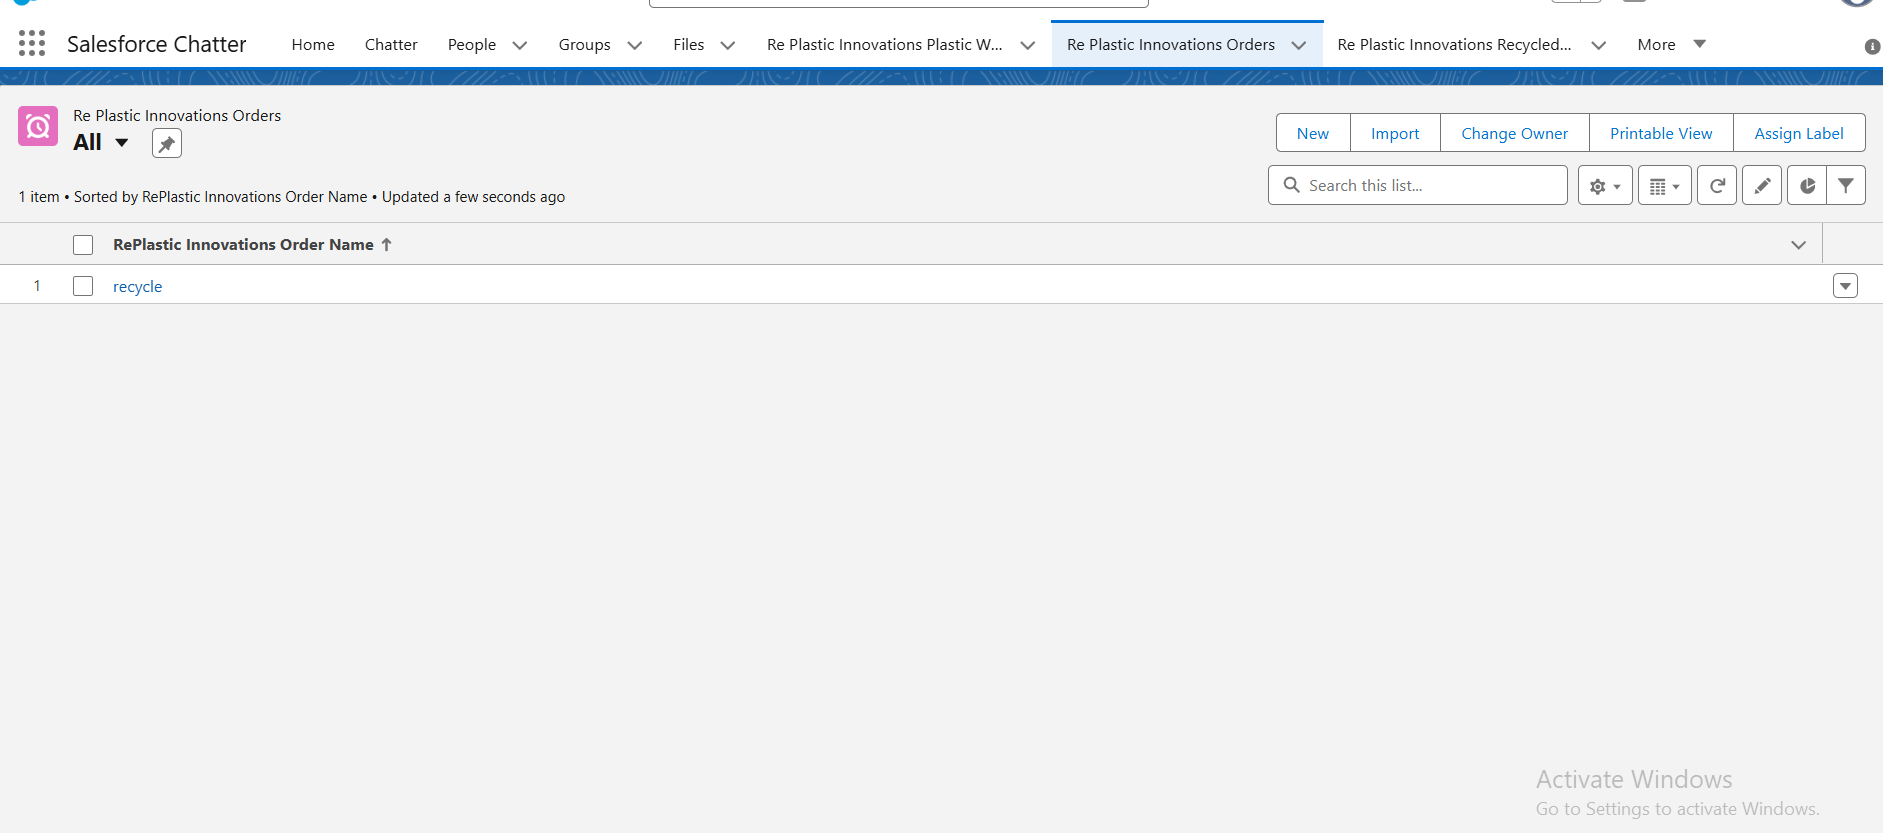 Salesforce Chatter Home Chatter People Groups Files Re Plastic Innovations Plastic W... Re Plastic Innovations Orders Re Plastic Innovations Recycled... More
Re Plastic Innovations Orders
All
New Import Change Owner Printable View Assign Label
1 item • Sorted by RePlastic Innovations Order Name • Updated a few seconds ago
Search this list...
RePlastic Innovations Order Name
1 recycle
Activate Windows
Go to Settings to activate Windows.